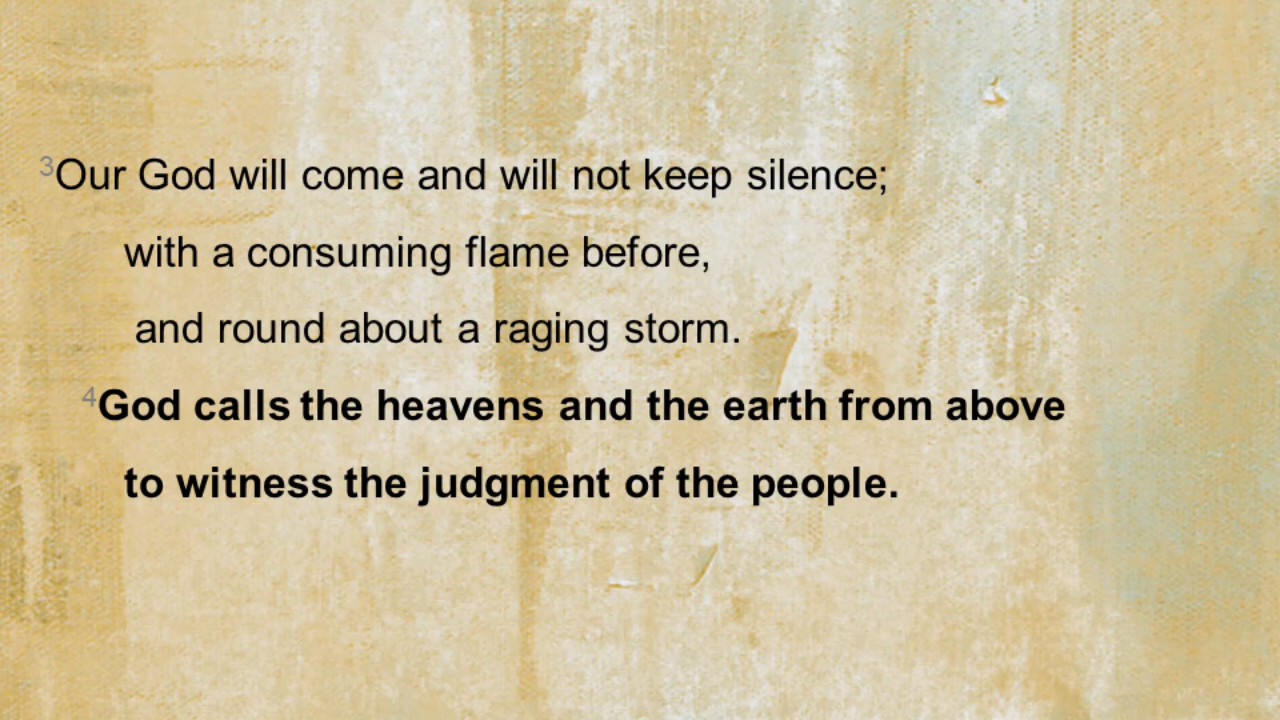 3Our God will come and will not keep silence;
with a consuming flame before,
and round about a raging storm.
4God calls the heavens and the earth from above
to witness the judgment of the people.